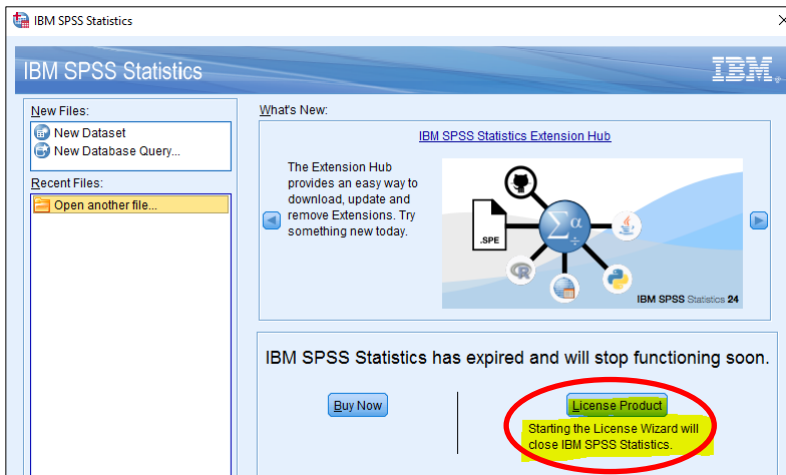 IBM SPSS Statistics
IBM SPSS Statistics
IBM
New Files:
New Dataset
New Database Query...
Recent Files:
Open another file...
What's New:
IBM SPSS Statistics Extension Hub
The Extension Hub
provides an easy way to
download, update and
remove Extensions. Try
something new today.
.SPE
Σα
÷
R
IBM SPSS Statistics 24
IBM SPSS Statistics has expired and will stop functioning soon.
Buy Now
License Product
Starting the License Wizard will
close IBM SPSS Statistics.